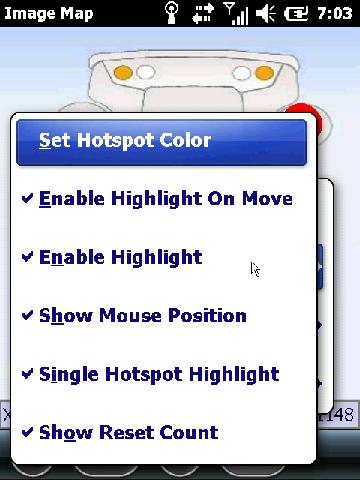 Image Map 7:03
Set Hotspot Color
Enable Highlight On Move
Enable Highlight
Show Mouse Position
Single Hotspot Highlight
X 148
Show Reset Count